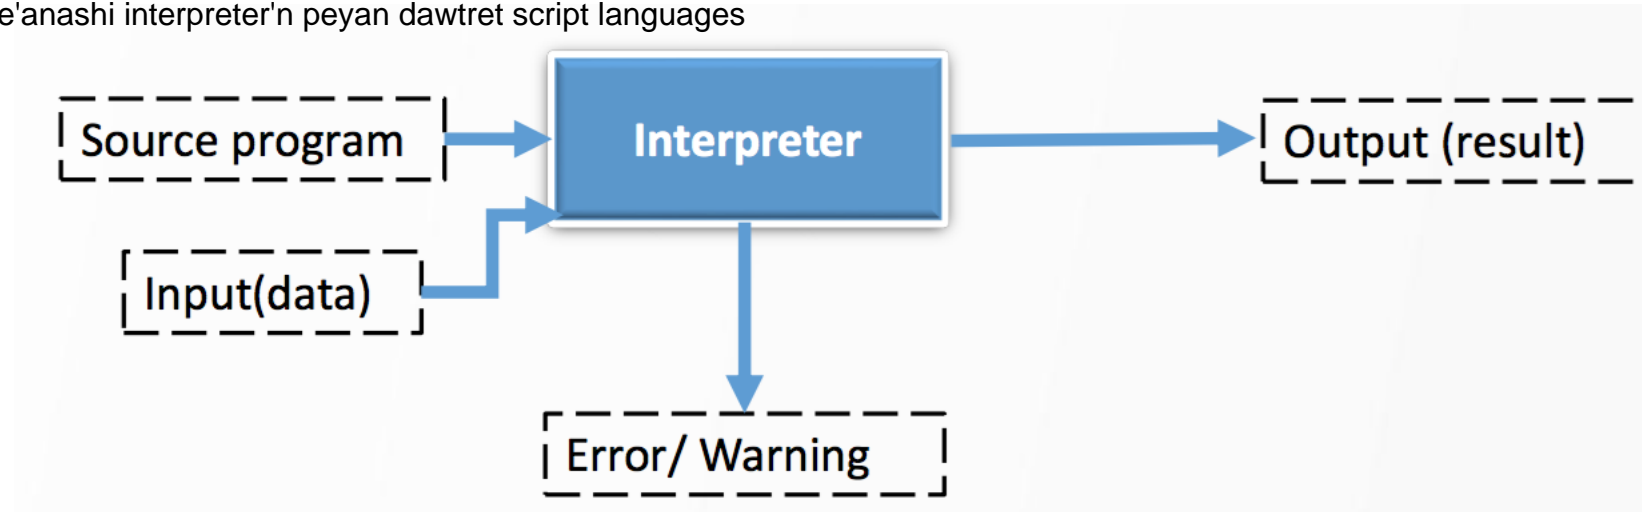 e'anashi interpreter'n peyan dawtret script languages
Source program
Interpreter
Output (result)
Input(data)
Error/ Warning